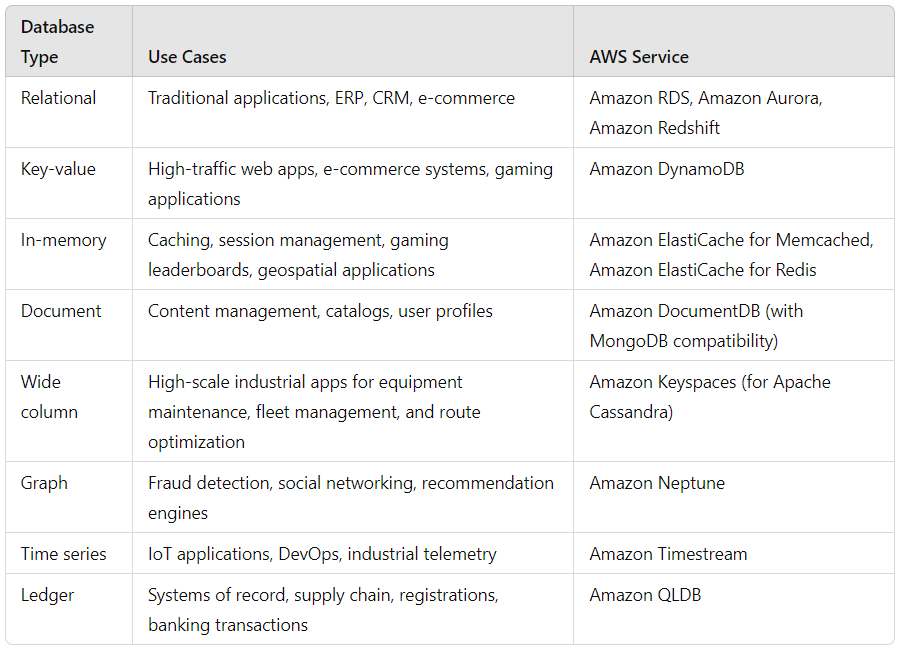 Database
Type
Use Cases
AWS Service
Relational
Traditional applications, ERP, CRM, e-commerce
Amazon RDS, Amazon Aurora,
Amazon Redshift
Key-value
High-traffic web apps, e-commerce systems, gaming
applications
Amazon DynamoDB
In-memory
Caching, session management, gaming
leaderboards, geospatial applications
Amazon ElastiCache for Memcached,
Amazon ElastiCache for Redis
Document
Content management, catalogs, user profiles
Amazon DocumentDB (with
MongoDB compatibility)
Wide
column
High-scale industrial apps for equipment
maintenance, fleet management, and route
optimization
Amazon Keyspaces (for Apache
Cassandra)
Graph
Fraud detection, social networking, recommendation
engines
Amazon Neptune
Time series
IoT applications, DevOps, industrial telemetry
Amazon Timestream
Ledger
Systems of record, supply chain, registrations,
banking transactions
Amazon QLDB